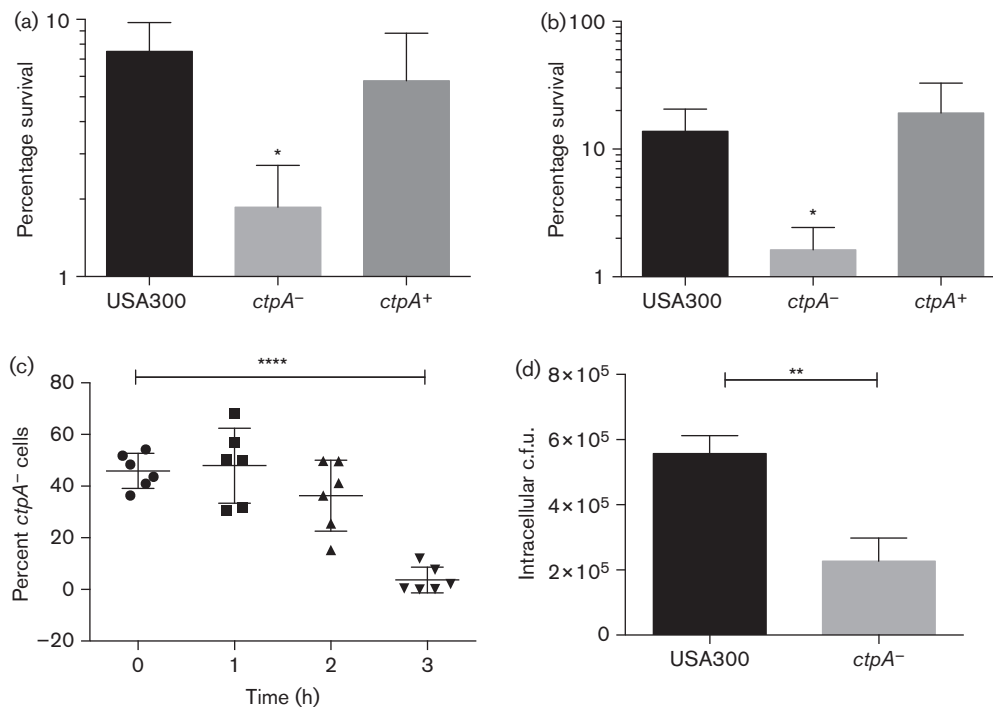 (a)
10
1
Percentage survival
*
USA300
ctpA⁻
ctpA⁺
(b)
100
10
1
Percentage survival
*
USA300
ctpA⁻
ctpA⁺
(c)
****
80
60
40
20
0
−20
Percent ctpA⁻ cells
0 1 2 3
Time (h)
(d)
**
8×10⁵
6×10⁵
4×10⁵
2×10⁵
0
Intracellular c.f.u.
USA300
ctpA⁻